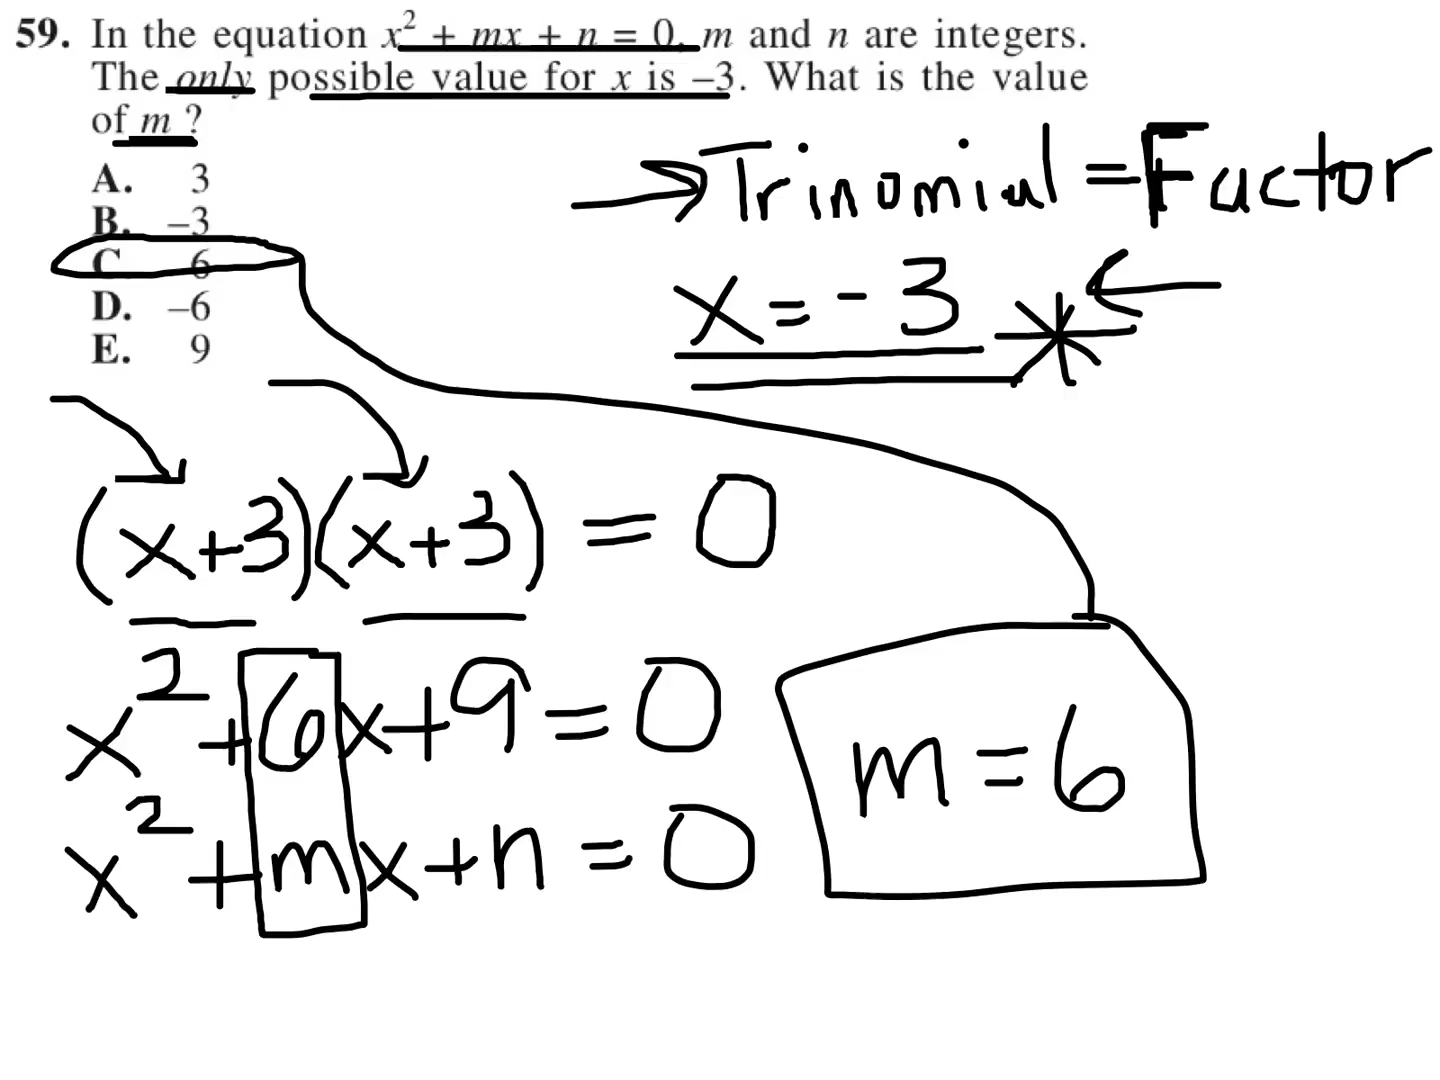 59. In the equation x² + mx + n = 0, m and n are integers.
The only possible value for x is –3. What is the value
of m ?
A. 3
B. –3
C 6
D. –6
E. 9
→ Trinomial = Factor
x = -3 * ←
(x+3)(x+3) = 0
x² + 6x + 9 = 0
x² + mx + n = 0
m = 6